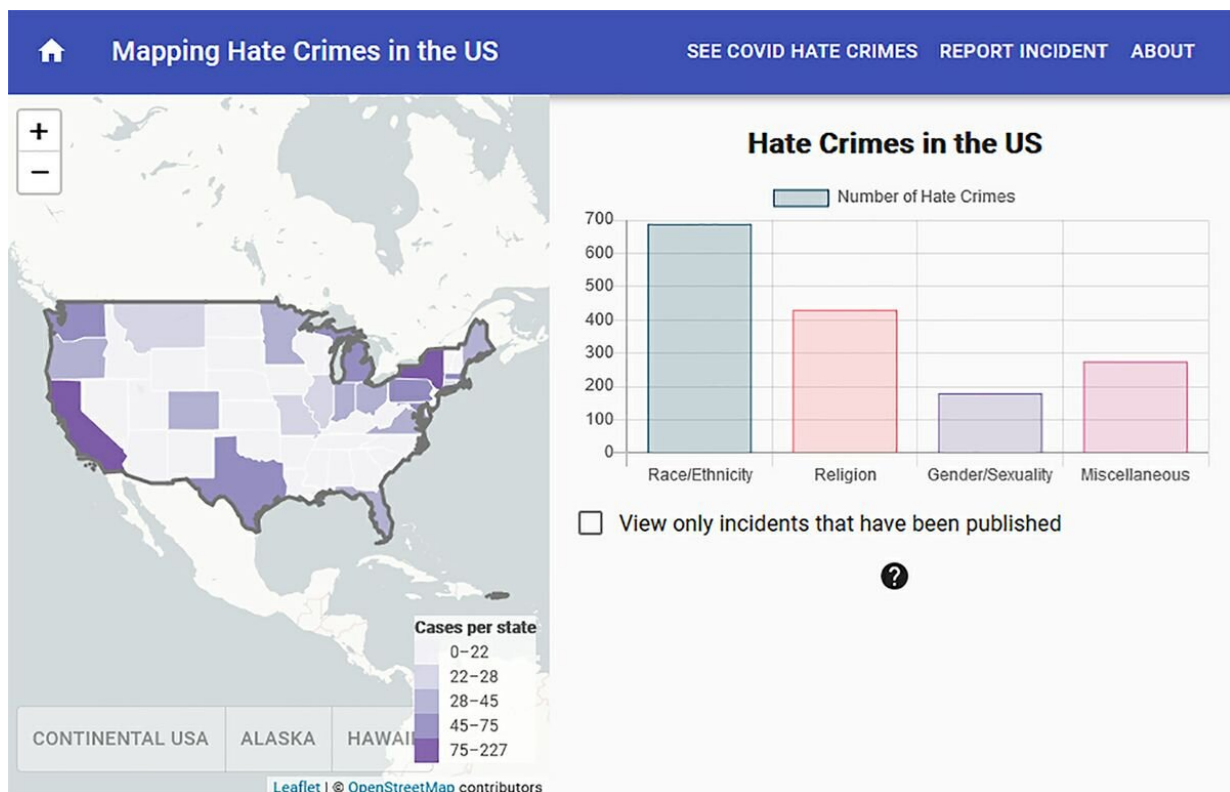 Mapping Hate Crimes in the US
SEE COVID HATE CRIMES REPORT INCIDENT ABOUT
+
−
Hate Crimes in the US
Number of Hate Crimes
700
600
500
400
300
200
100
0
Race/Ethnicity Religion Gender/Sexuality Miscellaneous
View only incidents that have been published
?
Cases per state
0–22
22–28
28–45
45–75
75–227
CONTINENTAL USA ALASKA HAWAII
Leaflet | © OpenStreetMap contributors